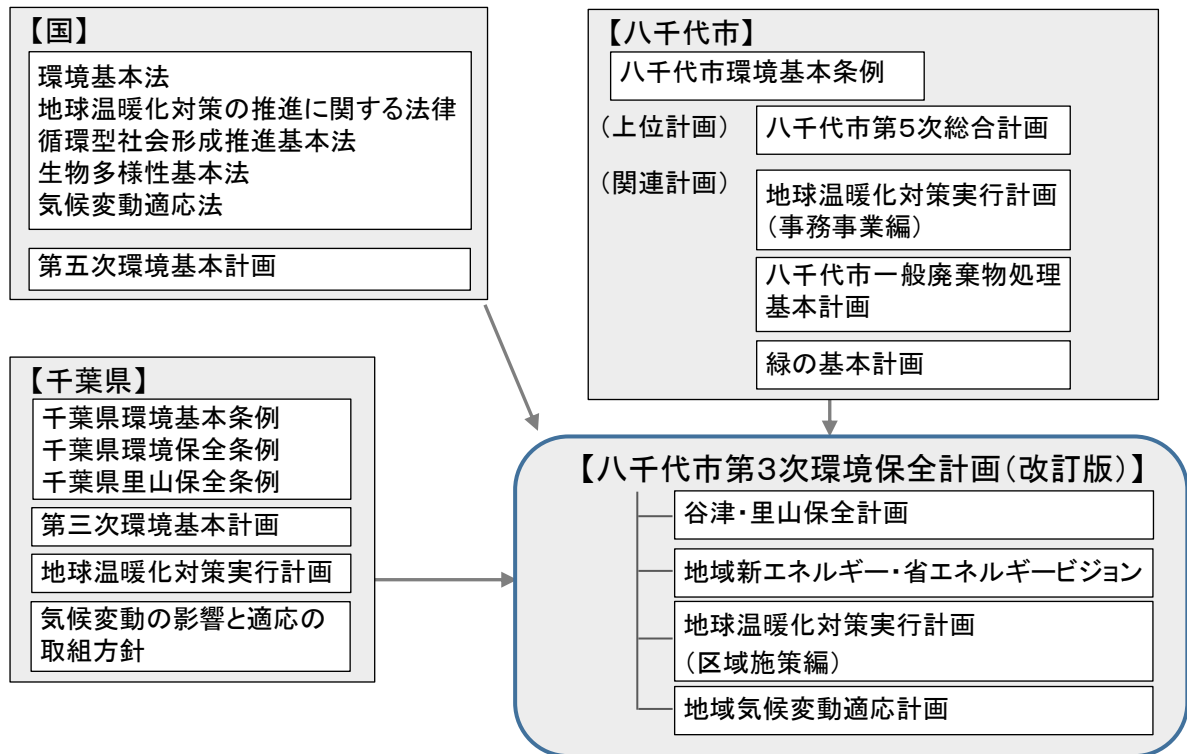 【国】
環境基本法
地球温暖化対策の推進に関する法律
循環型社会形成推進基本法
生物多様性基本法
気候変動適応法
第五次環境基本計画
【千葉県】
千葉県環境基本条例
千葉県環境保全条例
千葉県里山保全条例
第三次環境基本計画
地球温暖化対策実行計画
気候変動の影響と適応の
取組方針
【八千代市】
八千代市環境基本条例
（上位計画） 八千代市第５次総合計画
（関連計画） 地球温暖化対策実行計画
（事務事業編）
八千代市一般廃棄物処理
基本計画
緑の基本計画
【八千代市第３次環境保全計画（改訂版）】
谷津・里山保全計画
地域新エネルギー・省エネルギービジョン
地球温暖化対策実行計画
（区域施策編）
地域気候変動適応計画